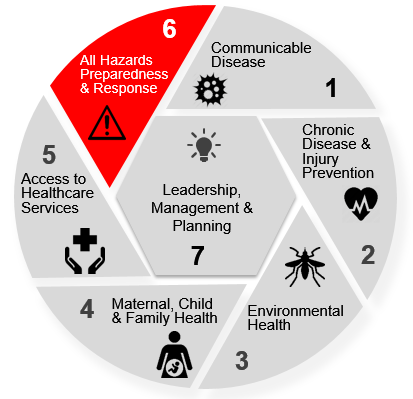 6
All Hazards
Preparedness
& Response
Communicable
Disease
1
Chronic
Disease &
Injury
Prevention
2
Environmental
Health
3
Maternal, Child
& Family Health
4
5
Access to
Healthcare
Services
Leadership,
Management &
Planning
7